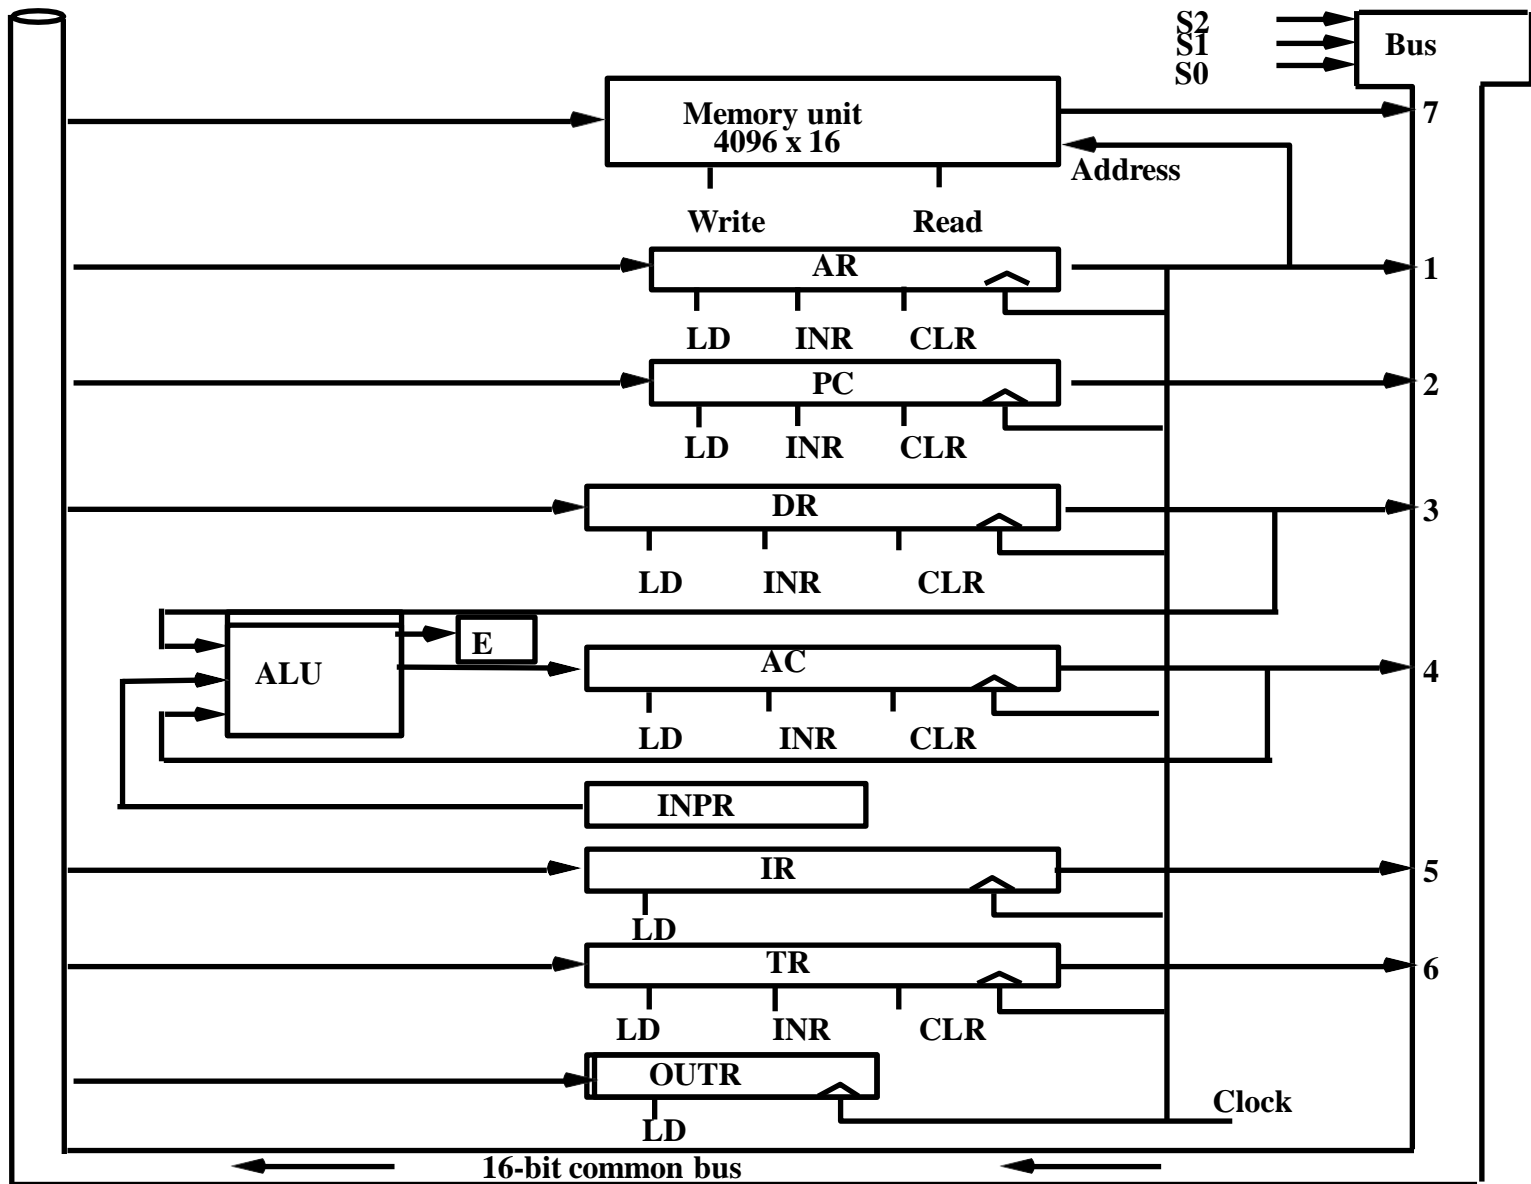 S2
S1
S0
Bus
Memory unit
4096 x 16
7
Address
Write Read
AR
1
LD INR CLR
PC
2
LD INR CLR
DR
3
LD INR CLR
E
ALU
AC
4
LD INR CLR
INPR
IR
5
LD
TR
6
LD INR CLR
OUTR
Clock
LD
16-bit common bus